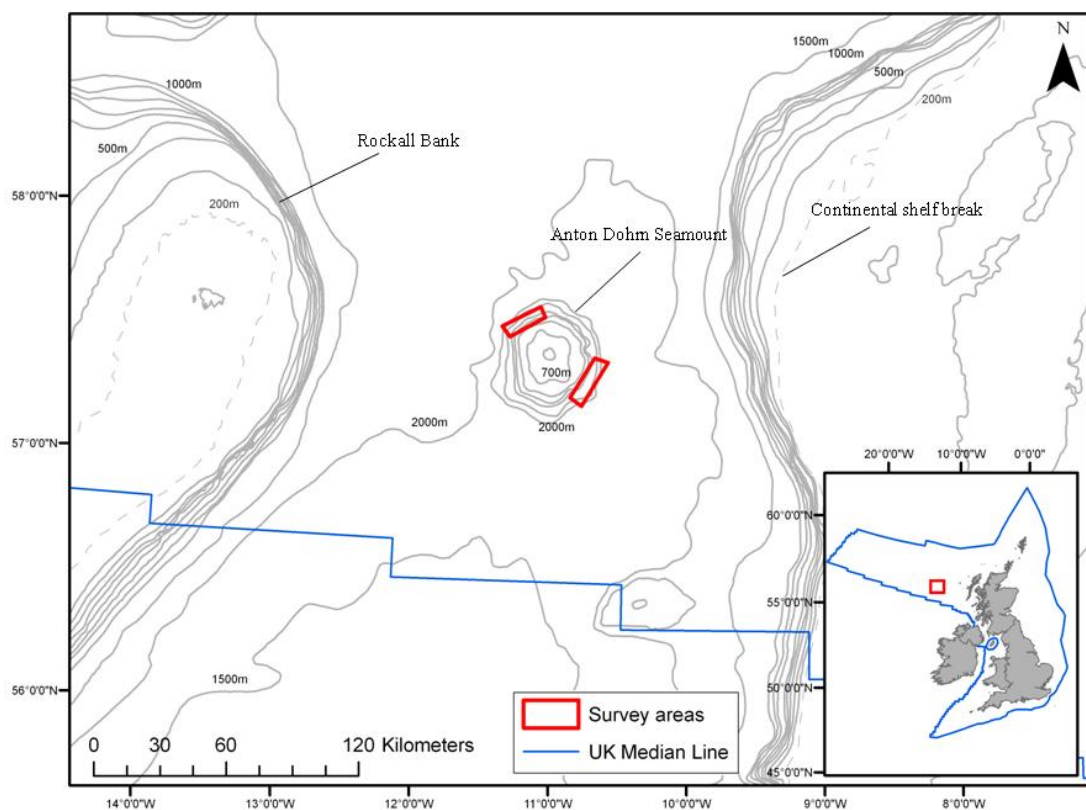 1500m
1000m
500m
200m
N
1000m
500m
200m
Rockall Bank
58°0'0"N
Continental shelf break
Anton Dohrn Seamount
700m
2000m
2000m
57°0'0"N
1500m
56°0'0"N
20°0'0"W 10°0'0"W 0°0'0"
60°0'0"N
55°0'0"N
50°0'0"N
45°0'0"N
Survey areas
UK Median Line
0 30 60 120 Kilometers
14°0'0"W 13°0'0"W 12°0'0"W 11°0'0"W 10°0'0"W 9°0'0"W 8°0'0"W